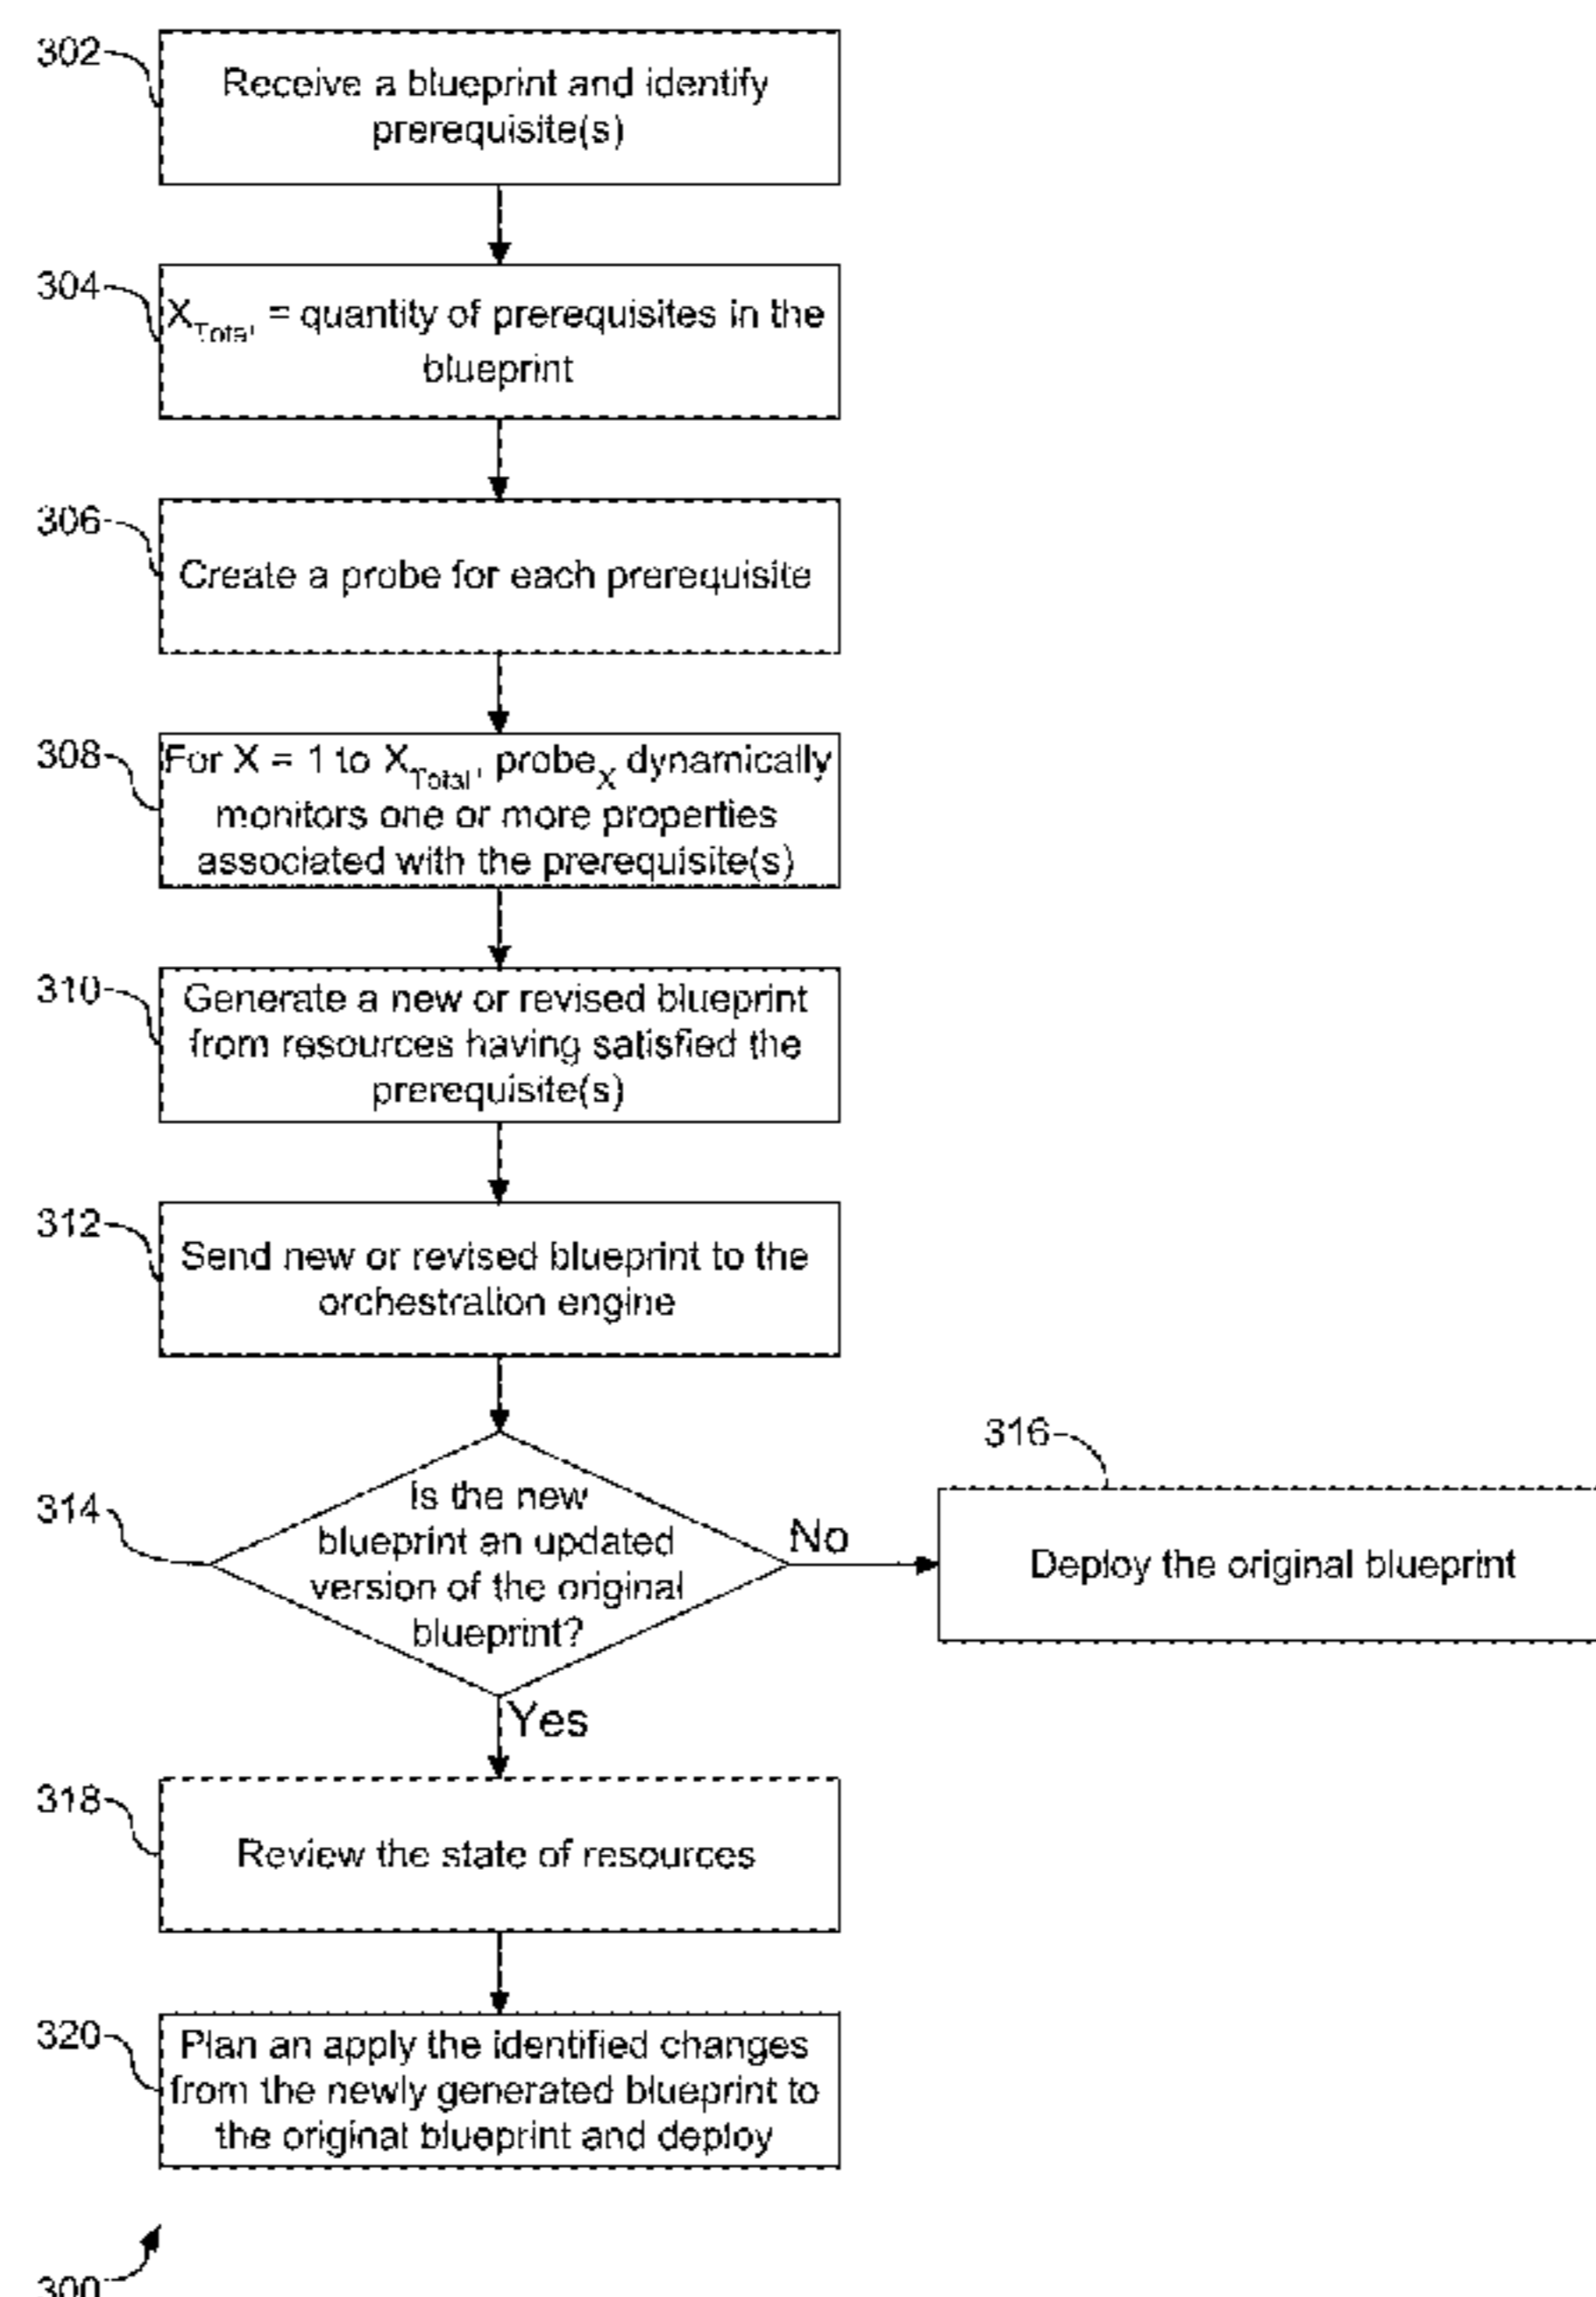 302
Receive a blueprint and identify
prerequisite(s)
304
X_Total = quantity of prerequisites in the
blueprint
306
Create a probe for each prerequisite
308
For X = 1 to X_Total, probe_X dynamically
monitors one or more properties
associated with the prerequisite(s)
310
Generate a new or revised blueprint
from resources having satisfied the
prerequisite(s)
312
Send new or revised blueprint to the
orchestration engine
314
Is the new
blueprint an updated
version of the original
blueprint?
No
316
Deploy the original blueprint
Yes
318
Review the state of resources
320
Plan an apply the identified changes
from the newly generated blueprint to
the original blueprint and deploy
300